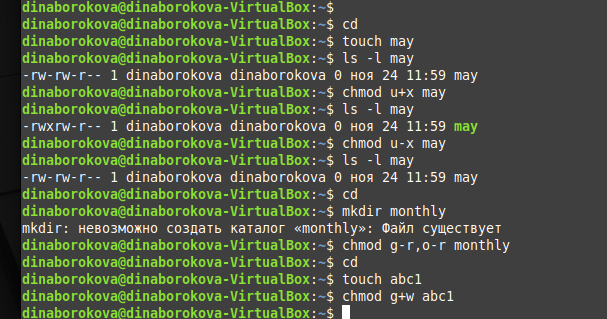 dinaborokova@dinaborokova-VirtualBox:~$
dinaborokova@dinaborokova-VirtualBox:~$ cd
dinaborokova@dinaborokova-VirtualBox:~$ touch may
dinaborokova@dinaborokova-VirtualBox:~$ ls -l may
-rw-rw-r-- 1 dinaborokova dinaborokova 0 ноя 24 11:59 may
dinaborokova@dinaborokova-VirtualBox:~$ chmod u+x may
dinaborokova@dinaborokova-VirtualBox:~$ ls -l may
-rwxrw-r-- 1 dinaborokova dinaborokova 0 ноя 24 11:59 may
dinaborokova@dinaborokova-VirtualBox:~$ chmod u-x may
dinaborokova@dinaborokova-VirtualBox:~$ ls -l may
-rw-rw-r-- 1 dinaborokova dinaborokova 0 ноя 24 11:59 may
dinaborokova@dinaborokova-VirtualBox:~$ cd
dinaborokova@dinaborokova-VirtualBox:~$ mkdir monthly
mkdir: невозможно создать каталог «monthly»: Файл существует
dinaborokova@dinaborokova-VirtualBox:~$ chmod g-r,o-r monthly
dinaborokova@dinaborokova-VirtualBox:~$ cd
dinaborokova@dinaborokova-VirtualBox:~$ touch abc1
dinaborokova@dinaborokova-VirtualBox:~$ chmod g+w abc1
dinaborokova@dinaborokova-VirtualBox:~$